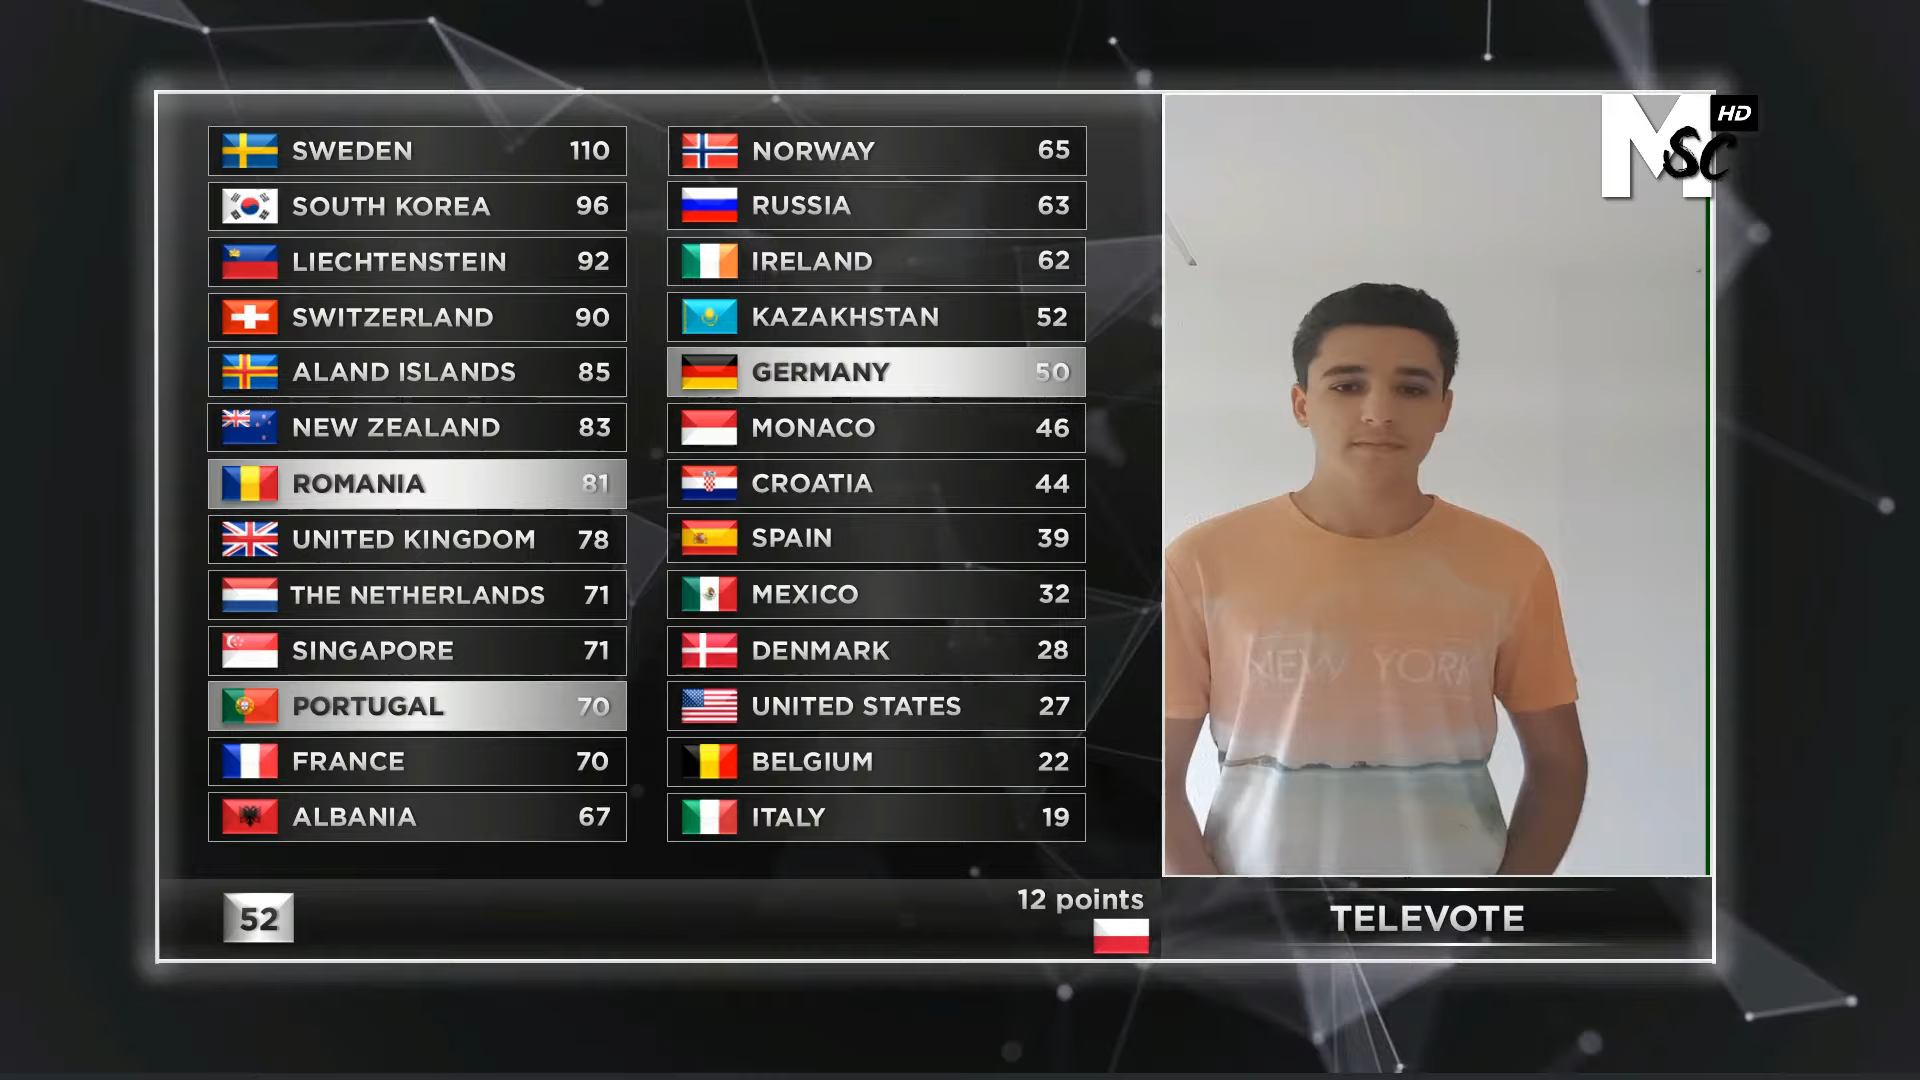 SWEDEN 110
SOUTH KOREA 96
LIECHTENSTEIN 92
SWITZERLAND 90
ALAND ISLANDS 85
NEW ZEALAND 83
ROMANIA 81
UNITED KINGDOM 78
THE NETHERLANDS 71
SINGAPORE 71
PORTUGAL 70
FRANCE 70
ALBANIA 67
NORWAY 65
RUSSIA 63
IRELAND 62
KAZAKHSTAN 52
GERMANY 50
MONACO 46
CROATIA 44
SPAIN 39
MEXICO 32
DENMARK 28
UNITED STATES 27
BELGIUM 22
ITALY 19
52
12 points
MSC HD
NEW YORK
TELEVOTE